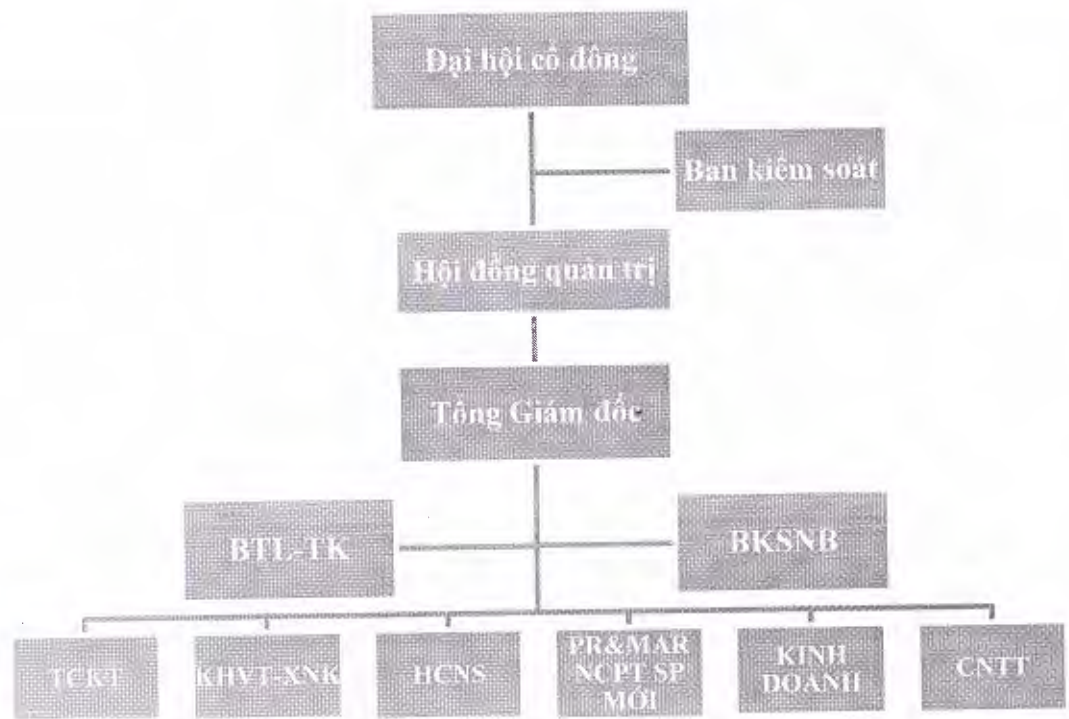 Đại hội cổ đông
Ban kiểm soát
Hội đồng quản trị
Tổng Giám đốc
BTL-TK
BKSNB
TCKT
KHVT-XNK
HCNS
PR&MAR
NCPT SP
MỚI
KINH
DOANH
CNTT